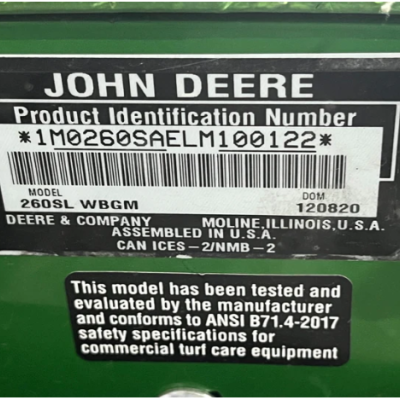 JOHN DEERE
Product Identification Number
*1M0260SAELM100122*
MODEL DOM
260SL WBGM 120820
DEERE & COMPANY MOLINE,ILLINOIS,U.S.A.
ASSEMBLED IN U.S.A.
CAN ICES-2/NMB-2
This model has been tested and
evaluated by the manufacturer
and conforms to ANSI B71.4-2017
safety specifications for
commercial turf care equipment